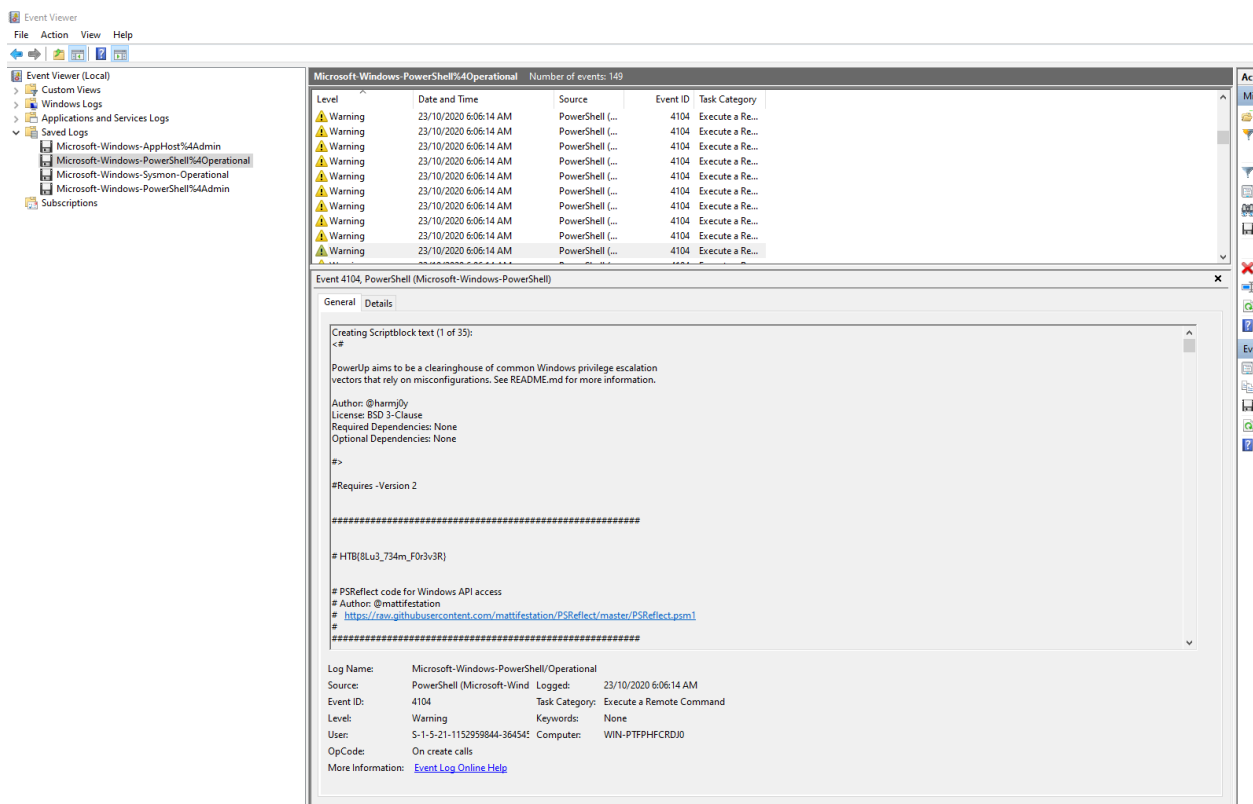 Event Viewer
File Action View Help
Event Viewer (Local)
Custom Views
Windows Logs
Applications and Services Logs
Saved Logs
Microsoft-Windows-AppHost%4Admin
Microsoft-Windows-PowerShell%4Operational
Microsoft-Windows-Sysmon-Operational
Microsoft-Windows-PowerShell%4Admin
Subscriptions
Microsoft-Windows-PowerShell%4Operational Number of events: 149
Level Date and Time Source Event ID Task Category
Warning 23/10/2020 6:06:14 AM PowerShell (... 4104 Execute a Re...
Warning 23/10/2020 6:06:14 AM PowerShell (... 4104 Execute a Re...
Warning 23/10/2020 6:06:14 AM PowerShell (... 4104 Execute a Re...
Warning 23/10/2020 6:06:14 AM PowerShell (... 4104 Execute a Re...
Warning 23/10/2020 6:06:14 AM PowerShell (... 4104 Execute a Re...
Warning 23/10/2020 6:06:14 AM PowerShell (... 4104 Execute a Re...
Warning 23/10/2020 6:06:14 AM PowerShell (... 4104 Execute a Re...
Warning 23/10/2020 6:06:14 AM PowerShell (... 4104 Execute a Re...
Warning 23/10/2020 6:06:14 AM PowerShell (... 4104 Execute a Re...
Warning 23/10/2020 6:06:14 AM PowerShell (... 4104 Execute a Re...
Event 4104, PowerShell (Microsoft-Windows-PowerShell)
General Details
Creating Scriptblock text (1 of 35):
<#
PowerUp aims to be a clearinghouse of common Windows privilege escalation
vectors that rely on misconfigurations. See README.md for more information.
Author: @harmj0y
License: BSD 3-Clause
Required Dependencies: None
Optional Dependencies: None
#>
#Requires -Version 2
########################################################
# HTB{8Lu3_734m_F0r3v3R}
# PSReflect code for Windows API access
# Author: @mattifestation
# https://raw.githubusercontent.com/mattifestation/PSReflect/master/PSReflect.psm1
#
########################################################
Log Name: Microsoft-Windows-PowerShell/Operational
Source: PowerShell (Microsoft-Wind Logged: 23/10/2020 6:06:14 AM
Event ID: 4104 Task Category: Execute a Remote Command
Level: Warning Keywords: None
User: S-1-5-21-1152959844-364545 Computer: WIN-PTFPHFCRDJ0
OpCode: On create calls
More Information: Event Log Online Help
Ac
Ev